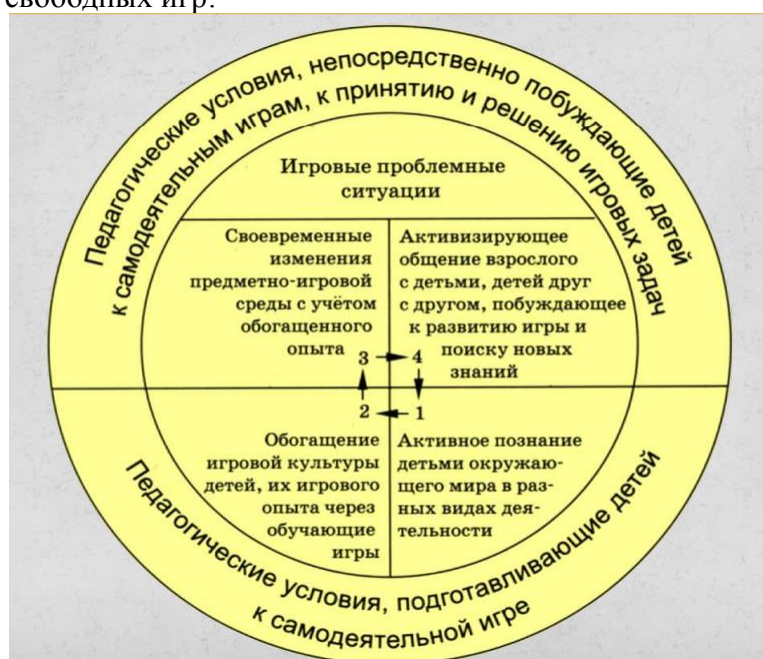 свободных игр:
Педагогические условия, непосредственно побуждающие детей
к самодеятельным играм, к принятию и решению игровых задач
Игровые проблемные
ситуации
Своевременные
изменения
предметно-игровой
среды с учётом
обогащенного
опыта
3
Активизирующее
общение взрослого
с детьми, детей друг
с другом, побуждающее
к развитию игры и
поиску новых
знаний
4
2
1
Обогащение
игровой культуры
детей, их игрового
опыта через
обучающие
игры
Активное познание
детьми окружаю-
щего мира в раз-
ных видах дея-
тельности
Педагогические условия, подготавливающие детей
к самодеятельной игре